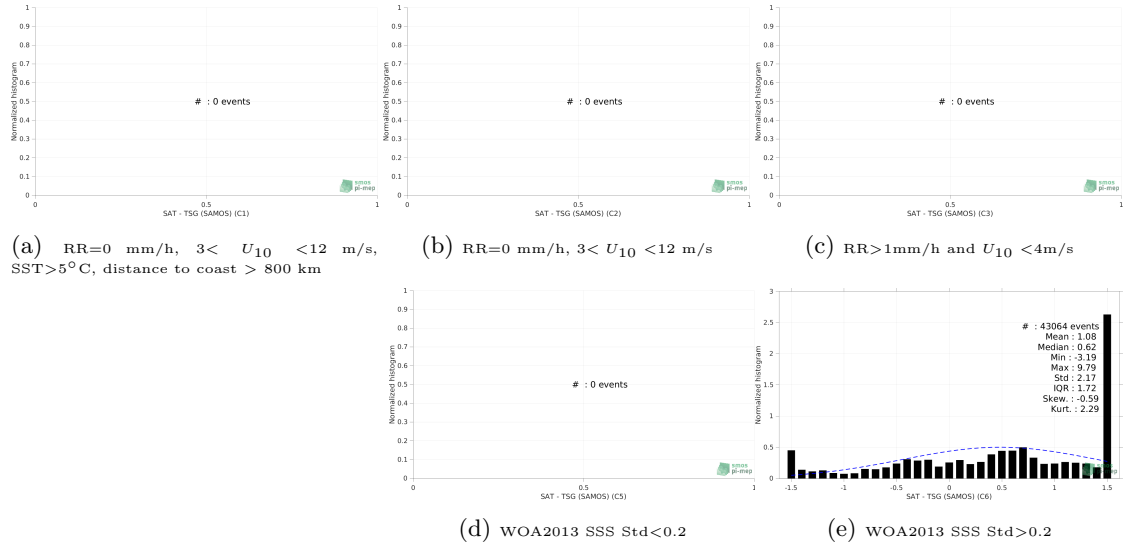 1
0.9
0.8
0.7
0.6
0.5
0.4
0.3
0.2
0.1
0
Normalized histogram
# : 0 events
smos
pi-mep
0 0.5 1
SAT - TSG (SAMOS) (C1)
(a) RR=0 mm/h, 3< U10 <12 m/s,
SST>5°C, distance to coast > 800 km
1
0.9
0.8
0.7
0.6
0.5
0.4
0.3
0.2
0.1
0
Normalized histogram
# : 0 events
smos
pi-mep
0 0.5 1
SAT - TSG (SAMOS) (C2)
(b) RR=0 mm/h, 3< U10 <12 m/s
1
0.9
0.8
0.7
0.6
0.5
0.4
0.3
0.2
0.1
0
Normalized histogram
# : 0 events
smos
pi-mep
0 0.5 1
SAT - TSG (SAMOS) (C3)
(c) RR>1mm/h and U10 <4m/s
1
0.9
0.8
0.7
0.6
0.5
0.4
0.3
0.2
0.1
0
Normalized histogram
# : 0 events
smos
pi-mep
0 0.5 1
SAT - TSG (SAMOS) (C5)
(d) WOA2013 SSS Std<0.2
3
2.5
2
1.5
1
0.5
0
Normalized histogram
# : 43064 events
Mean : 1.08
Median : 0.62
Min : -3.19
Max : 9.79
Std : 2.17
IQR : 1.72
Skew. : -0.59
Kurt. : 2.29
-1.5 -1 -0.5 0 0.5 1 1.5
SAT - TSG (SAMOS) (C6)
(e) WOA2013 SSS Std>0.2